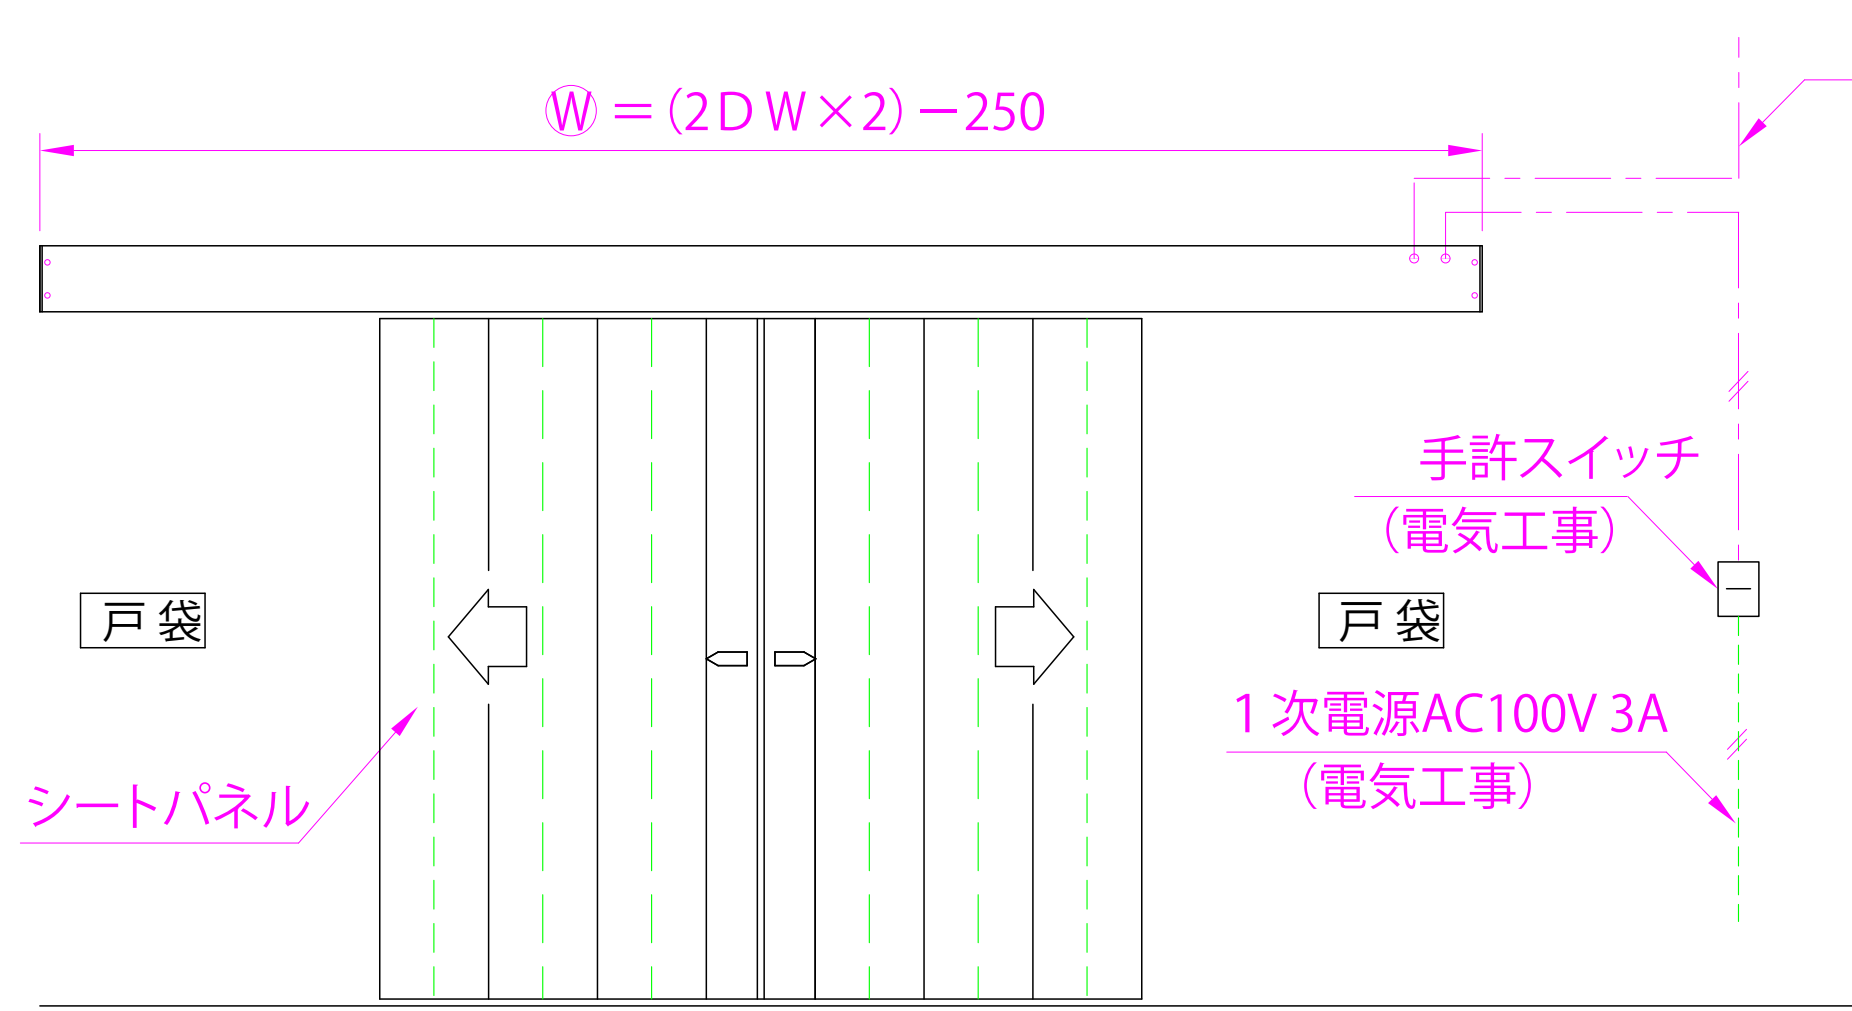 Ⓦ＝(2DW×2)−250
手許スイッチ
(電気工事)
戸袋
戸袋
1次電源AC100V 3A
(電気工事)
シートパネル